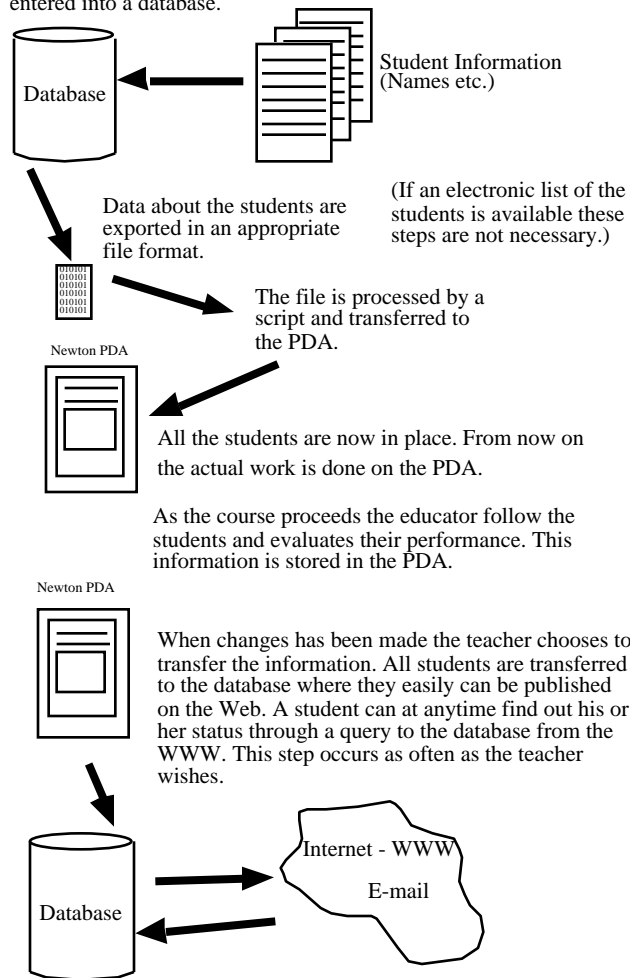 entered into a database.
Student Information
(Names etc.)
Database
(If an electronic list of the
students is available these
steps are not necessary.)
Data about the students are
exported in an appropriate
file format.
010101
010101
010101
010101
010101
010101
The file is processed by a
script and transferred to
the PDA.
Newton PDA
All the students are now in place. From now on
the actual work is done on the PDA.
As the course proceeds the educator follow the
students and evaluates their performance. This
information is stored in the PDA.
Newton PDA
When changes has been made the teacher chooses to
transfer the information. All students are transferred
to the database where they easily can be published
on the Web. A student can at anytime find out his or
her status through a query to the database from the
WWW. This step occurs as often as the teacher
wishes.
Internet - WWW
E-mail
Database